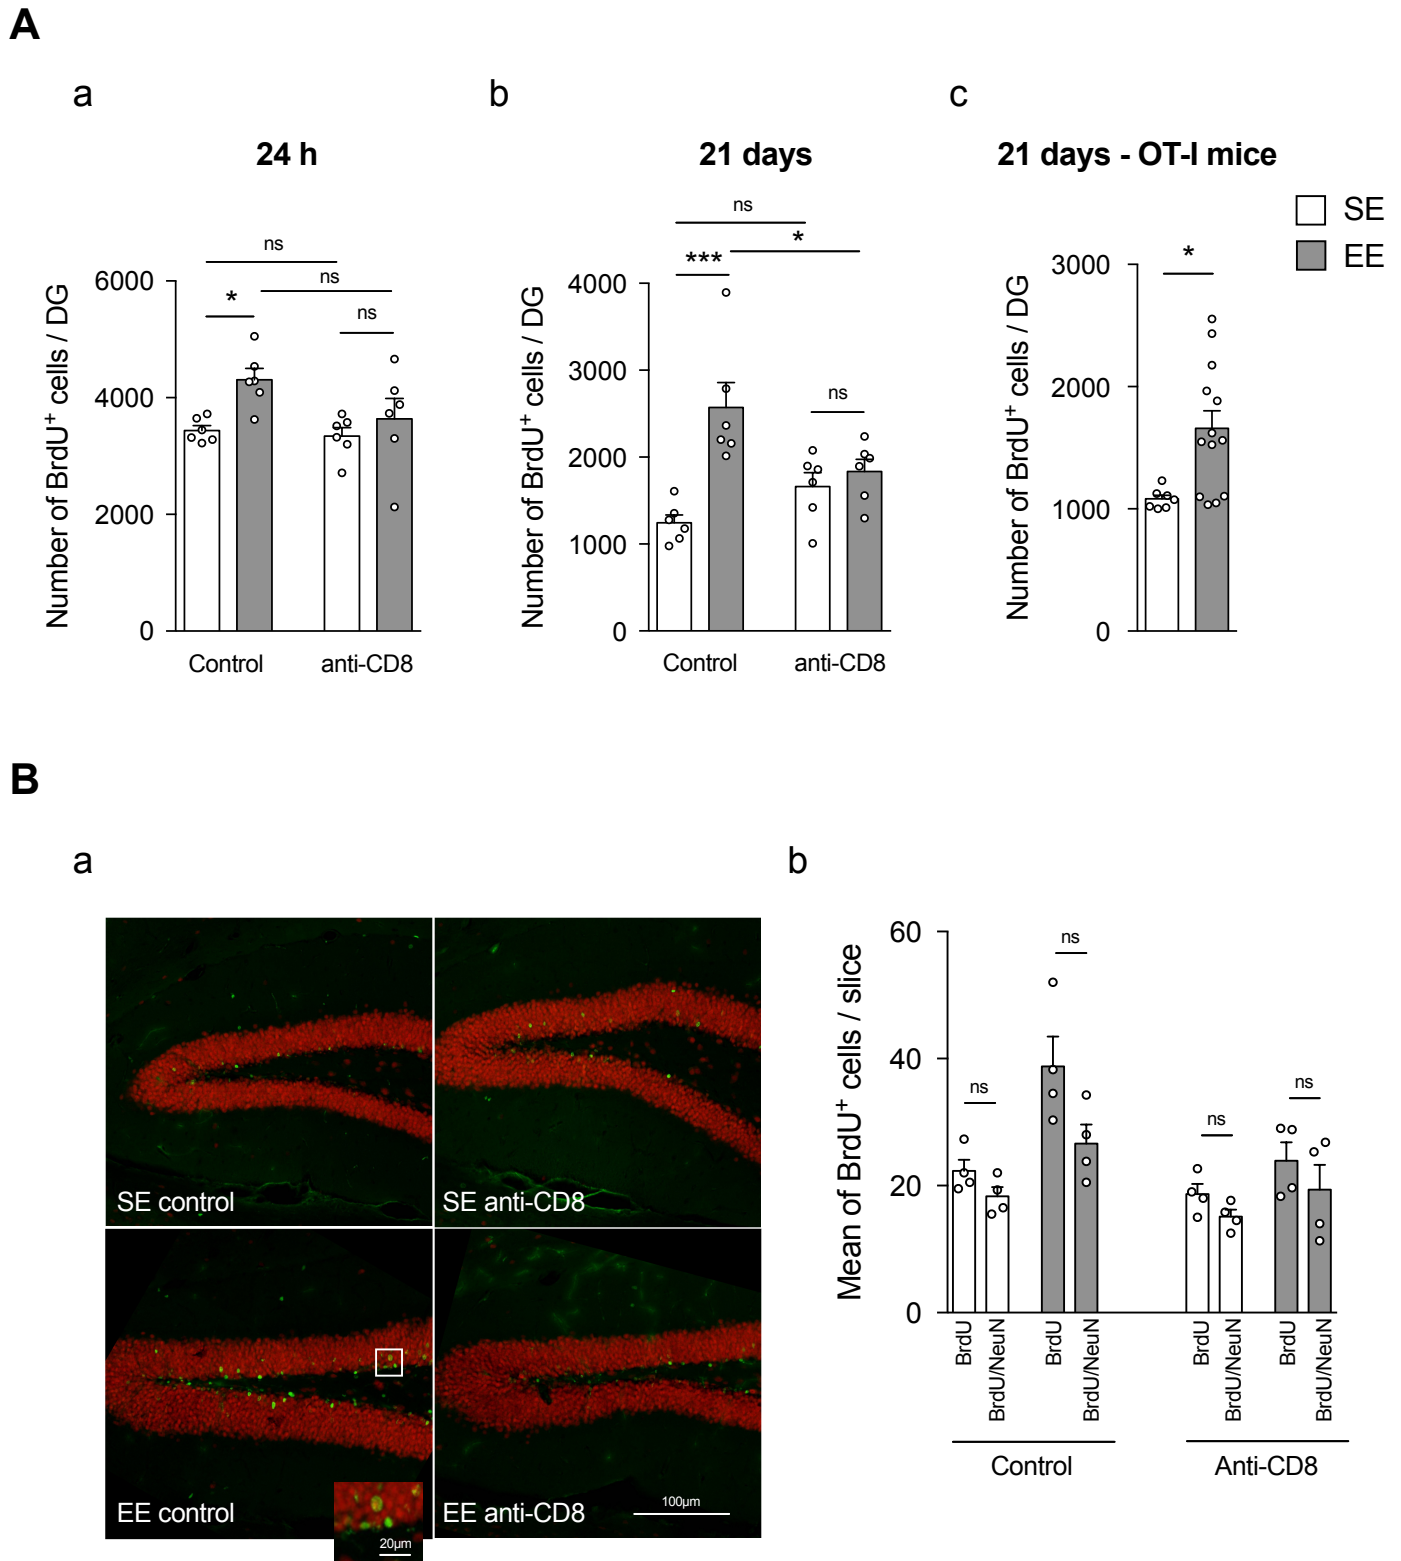 A
a
b
c
24 h
21 days
21 days - OT-I mice
SE
EE
ns
ns
*
ns
6000
4000
2000
0
Number of BrdU+ cells / DG
Control
anti-CD8
ns
*
***
ns
4000
3000
2000
1000
0
Number of BrdU+ cells / DG
Control
anti-CD8
*
3000
2000
1000
0
Number of BrdU+ cells / DG
B
a
b
SE control
SE anti-CD8
EE control
EE anti-CD8
100µm
20µm
60
40
20
0
Mean of BrdU+ cells / slice
ns
ns
ns
ns
BrdU
BrdU/NeuN
BrdU
BrdU/NeuN
BrdU
BrdU/NeuN
BrdU
BrdU/NeuN
Control
Anti-CD8